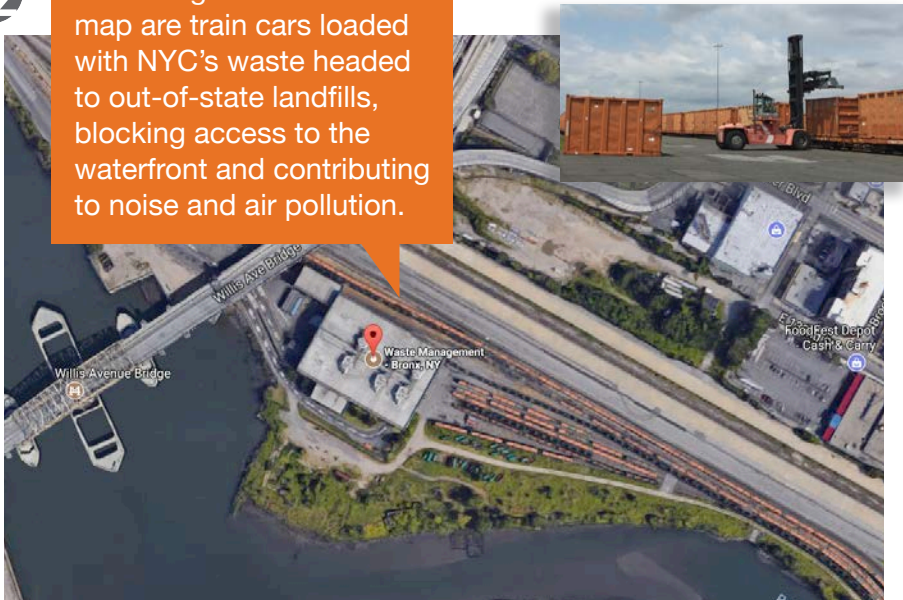 map are train cars loaded
with NYC's waste headed
to out-of-state landfills,
blocking access to the
waterfront and contributing
to noise and air pollution.
Blvd
Willis Ave Bridge
Willis Avenue Bridge
Waste Management
- Bronx, NY
FoodFest Depot
Cash & Carry